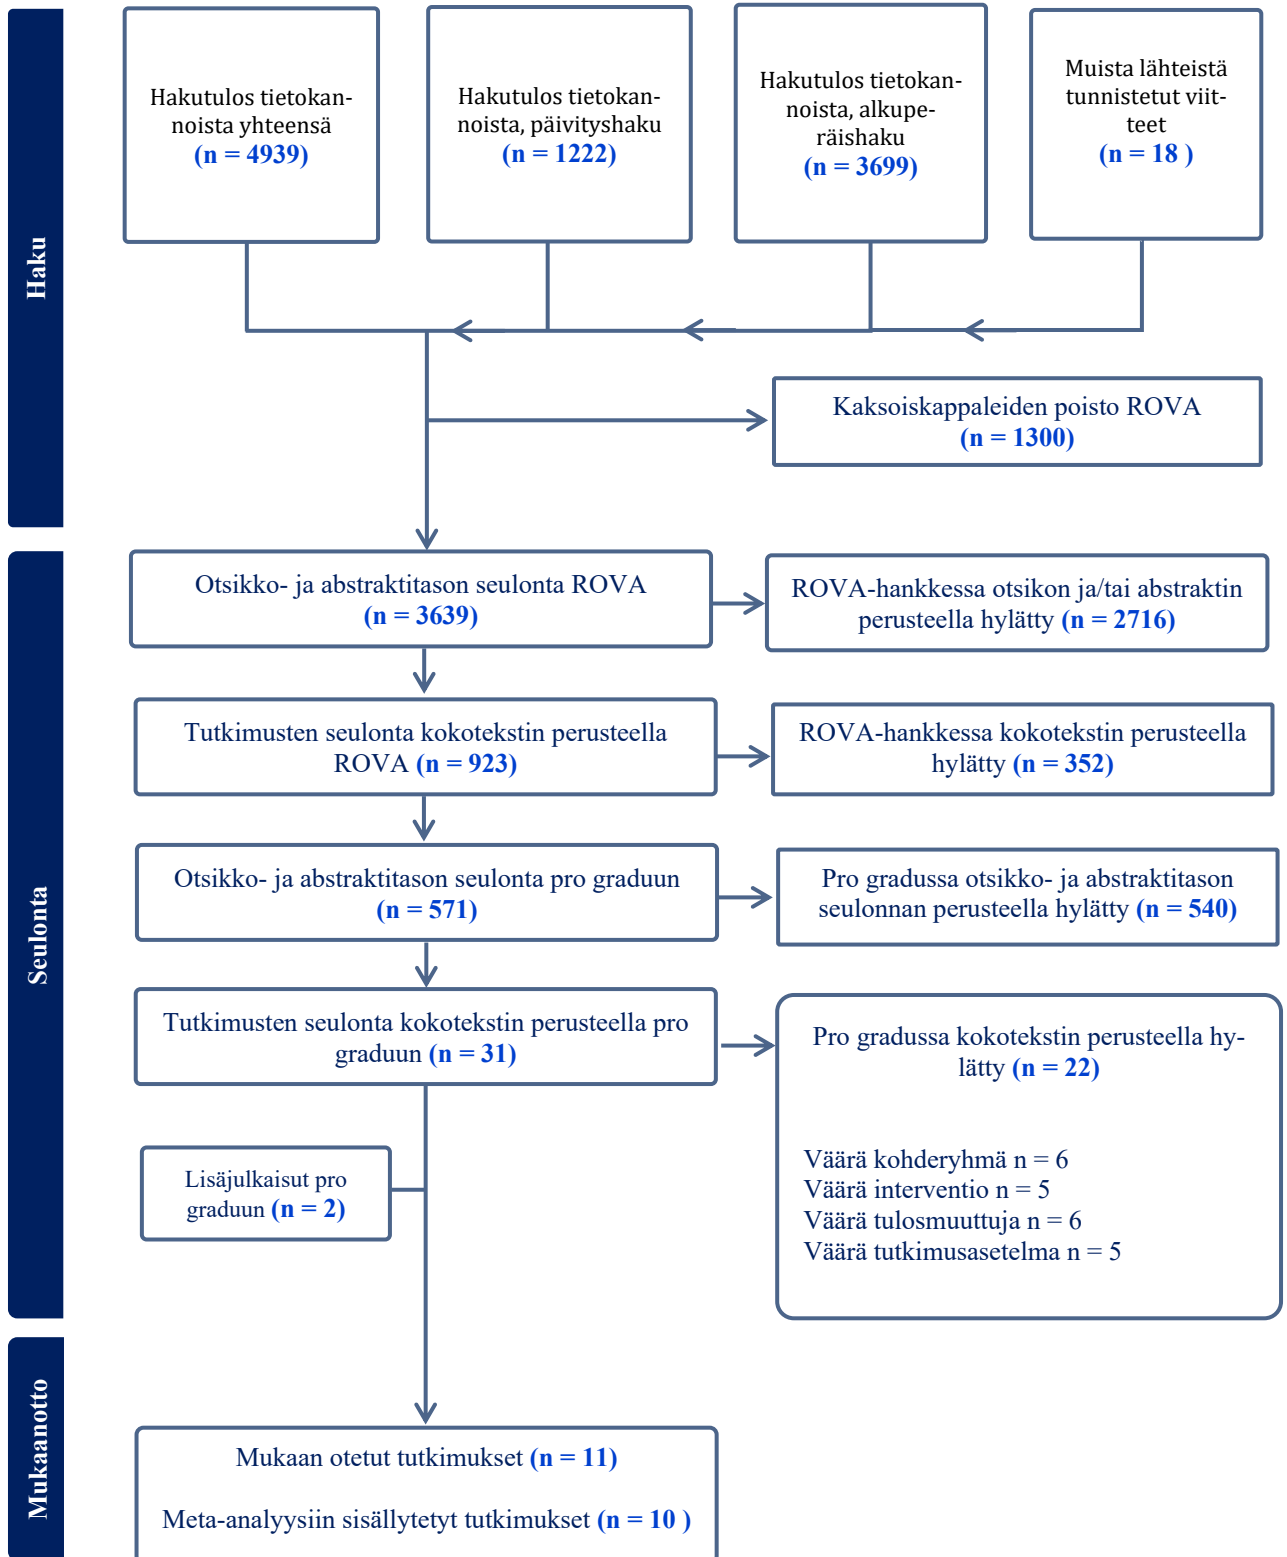 Haku
Hakutulos tietokan-
noista yhteensä
(n = 4939)
Hakutulos tietokan-
noista, päivityshaku
(n = 1222)
Hakutulos tietokan-
noista, alkupe-
räishaku
(n = 3699)
Muista lähteistä
tunnistetut viit-
teet
(n = 18 )
Kaksoiskappaleiden poisto ROVA
(n = 1300)
Seulonta
Otsikko- ja abstraktitason seulonta ROVA
(n = 3639)
ROVA-hankkessa otsikon ja/tai abstraktin
perusteella hylätty (n = 2716)
Tutkimusten seulonta kokotekstin perusteella
ROVA (n = 923)
ROVA-hankkessa kokotekstin perusteella
hylätty (n = 352)
Otsikko- ja abstraktitason seulonta pro graduun
(n = 571)
Pro gradussa otsikko- ja abstraktitason
seulonnan perusteella hylätty (n = 540)
Tutkimusten seulonta kokotekstin perusteella pro
graduun (n = 31)
Pro gradussa kokotekstin perusteella hy-
lätty (n = 22)
Väärä kohderyhmä n = 6
Väärä interventio n = 5
Väärä tulosmuuttuja n = 6
Väärä tutkimusasetelma n = 5
Lisäjulkaisut pro
graduun (n = 2)
Mukaanotto
Mukaan otetut tutkimukset (n = 11)
Meta-analyysiin sisällytetyt tutkimukset (n = 10 )